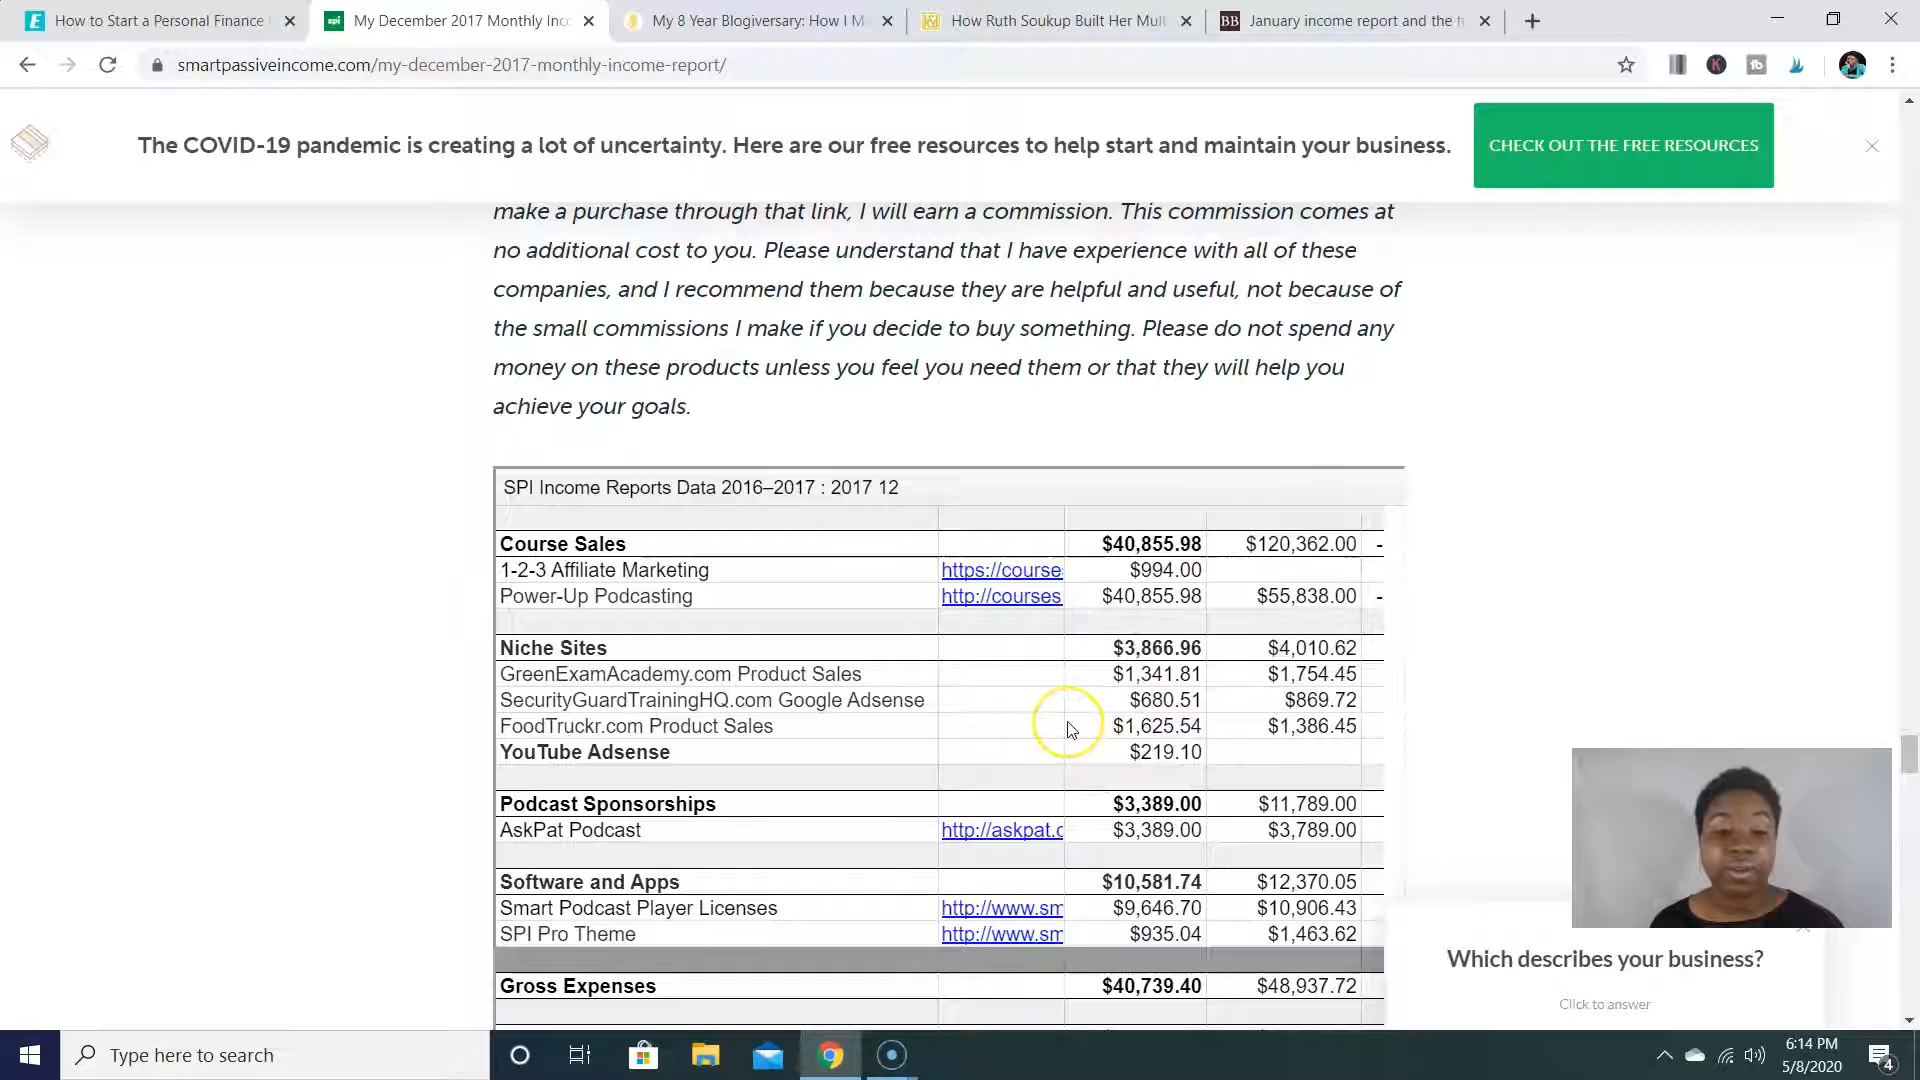 How to Start a Personal Finance
My December 2017 Monthly Inc
My 8 Year Blogiversary: How I M
How Ruth Soukup Built Her Mul
January income report and the f
smartpassiveincome.com/my-december-2017-monthly-income-report/
The COVID-19 pandemic is creating a lot of uncertainty. Here are our free resources to help start and maintain your business.
CHECK OUT THE FREE RESOURCES
make a purchase through that link, I will earn a commission. This commission comes at
no additional cost to you. Please understand that I have experience with all of these
companies, and I recommend them because they are helpful and useful, not because of
the small commissions I make if you decide to buy something. Please do not spend any
money on these products unless you feel you need them or that they will help you
achieve your goals.
SPI Income Reports Data 2016–2017 : 2017 12
Course Sales $40,855.98 $120,362.00 -
1-2-3 Affiliate Marketing https://course $994.00
Power-Up Podcasting http://courses $40,855.98 $55,838.00 -
Niche Sites $3,866.96 $4,010.62
GreenExamAcademy.com Product Sales $1,341.81 $1,754.45
SecurityGuardTrainingHQ.com Google Adsense $680.51 $869.72
FoodTruckr.com Product Sales $1,625.54 $1,386.45
YouTube Adsense $219.10
Podcast Sponsorships $3,389.00 $11,789.00
AskPat Podcast http://askpat.c $3,389.00 $3,789.00
Software and Apps $10,581.74 $12,370.05
Smart Podcast Player Licenses http://www.sm $9,646.70 $10,906.43
SPI Pro Theme http://www.sm $935.04 $1,463.62
Gross Expenses $40,739.40 $48,937.72
Which describes your business?
Click to answer
Type here to search
6:14 PM
5/8/2020
4